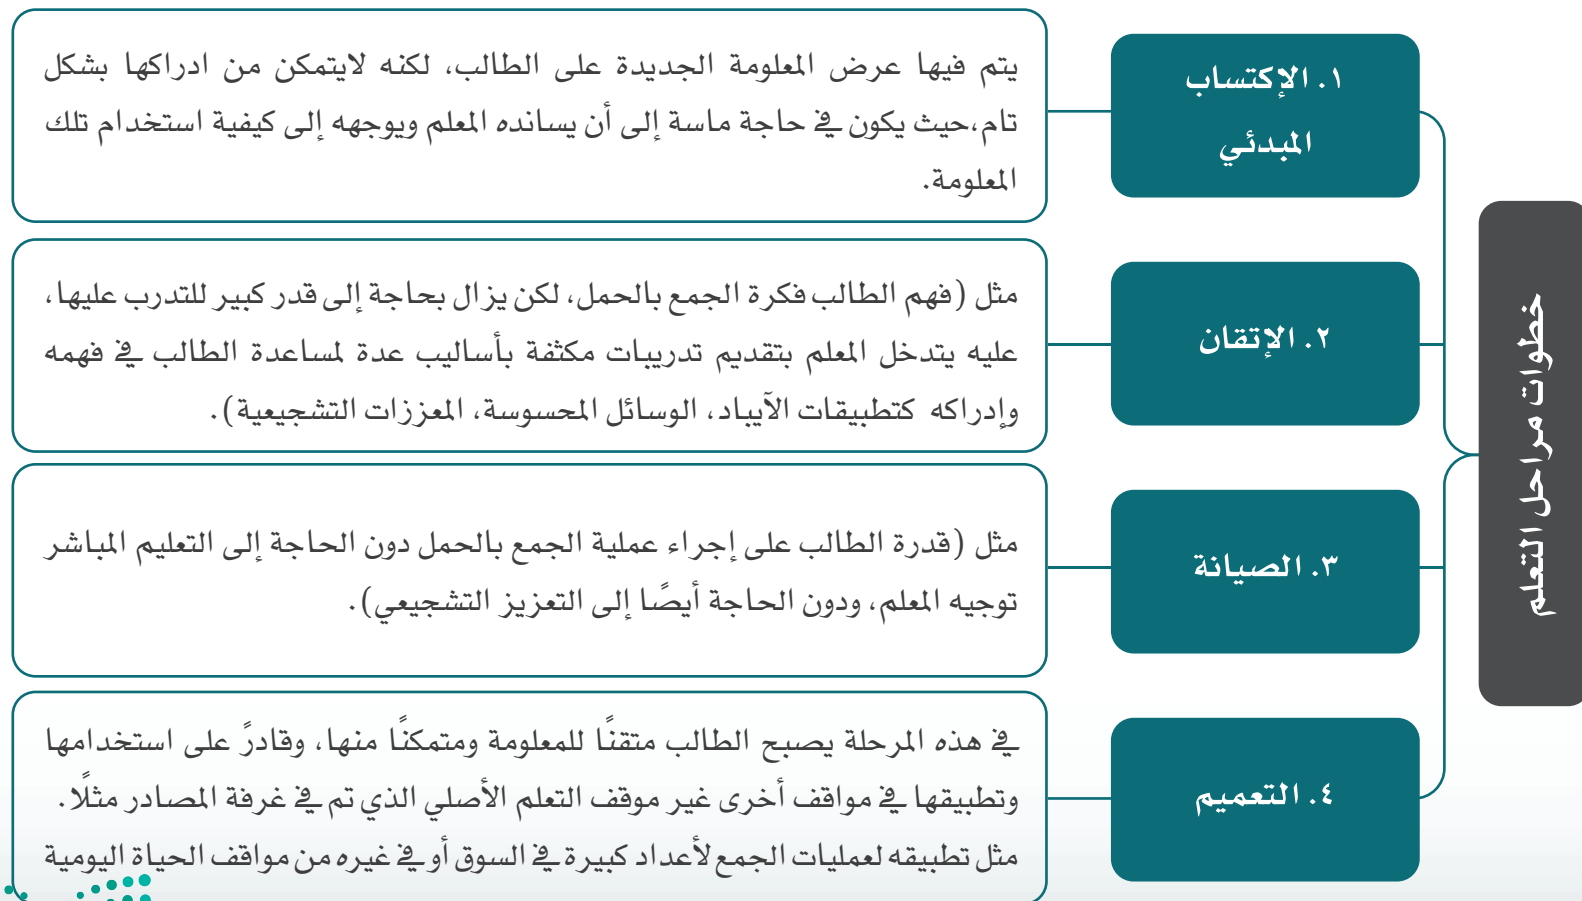 خطوات مراحل التعلم
١. الإكتساب
المبدئي
يتم فيها عرض المعلومة الجديدة على الطالب، لكنه لايتمكن من ادراكها بشكل
تام،حيث يكون في حاجة ماسة إلى أن يسانده المعلم ويوجهه إلى كيفية استخدام تلك
المعلومة.
٢. الإتقان
مثل (فهم الطالب فكرة الجمع بالحمل، لكن يزال بحاجة إلى قدر كبير للتدرب عليها،
عليه يتدخل المعلم بتقديم تدريبات مكثفة بأساليب عدة لمساعدة الطالب في فهمه
وإدراكه كتطبيقات الآيباد، الوسائل المحسوسة، المعززات التشجيعية).
٣. الصيانة
مثل (قدرة الطالب على إجراء عملية الجمع بالحمل دون الحاجة إلى التعليم المباشر
توجيه المعلم، ودون الحاجة أيضًا إلى التعزيز التشجيعي).
٤. التعميم
في هذه المرحلة يصبح الطالب متقنًا للمعلومة ومتمكنًا منها، وقادرً على استخدامها
وتطبيقها في مواقف أخرى غير موقف التعلم الأصلي الذي تم في غرفة المصادر مثلًا.
مثل تطبيقه لعمليات الجمع لأعداد كبيرة في السوق أو في غيره من مواقف الحياة اليومية